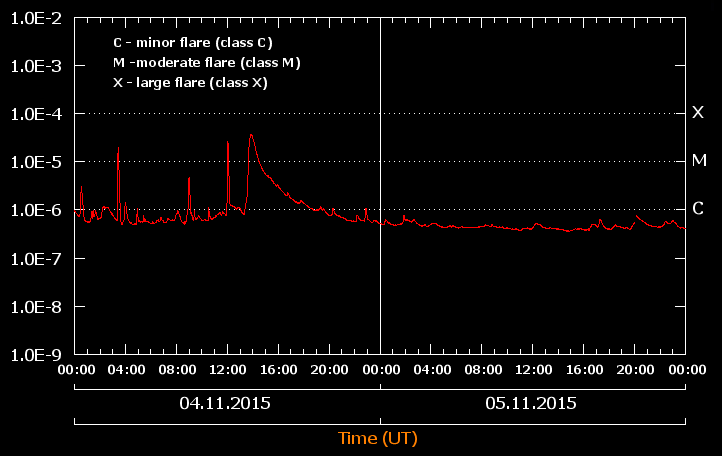 1.0E-2
C - minor flare (class C)
1.0E-3
M -moderate flare (class M)
X - large flare (class X)
1.0E-4 X
1.0E-5 M
1.0E-6 C
1.0E-7
1.0E-8
1.0E-9
00:00 04:00 08:00 12:00 16:00 20:00 00:00 04:00 08:00 12:00 16:00 20:00 00:00
04.11.2015 05.11.2015
Time (UT)